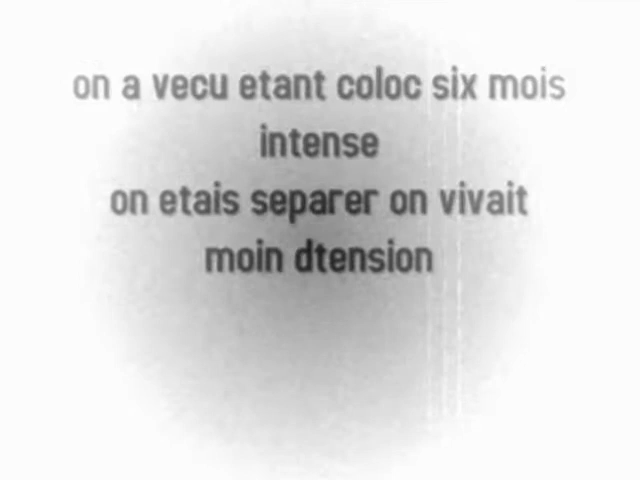 on a vecu etant coloc six mois
intense
on etais separer on vivait
moin dtension